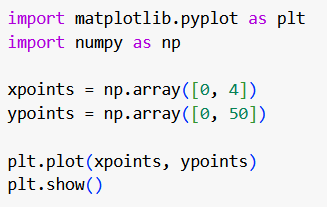 import matplotlib.pyplot as plt
import numpy as np
xpoints = np.array([0, 4])
ypoints = np.array([0, 50])
plt.plot(xpoints, ypoints)
plt.show()